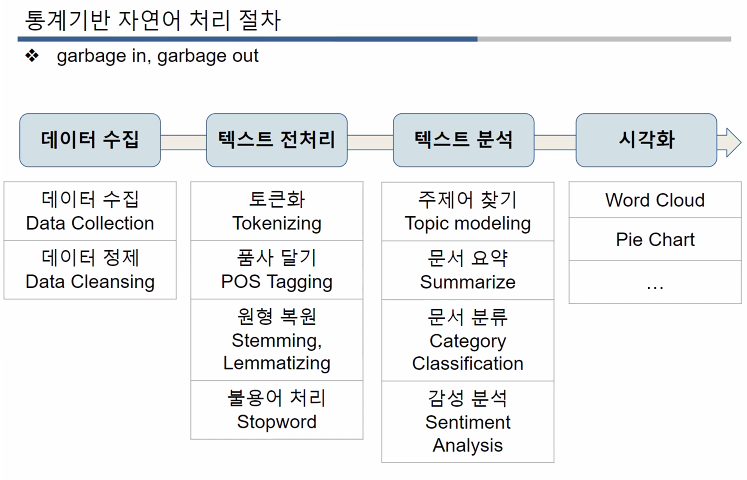 통계기반 자연어 처리 절차
❖ garbage in, garbage out
데이터 수집
텍스트 전처리
텍스트 분석
시각화
데이터 수집
Data Collection
데이터 정제
Data Cleansing
토큰화
Tokenizing
품사 달기
POS Tagging
원형 복원
Stemming,
Lemmatizing
불용어 처리
Stopword
주제어 찾기
Topic modeling
문서 요약
Summarize
문서 분류
Category
Classification
감성 분석
Sentiment
Analysis
Word Cloud
Pie Chart
…